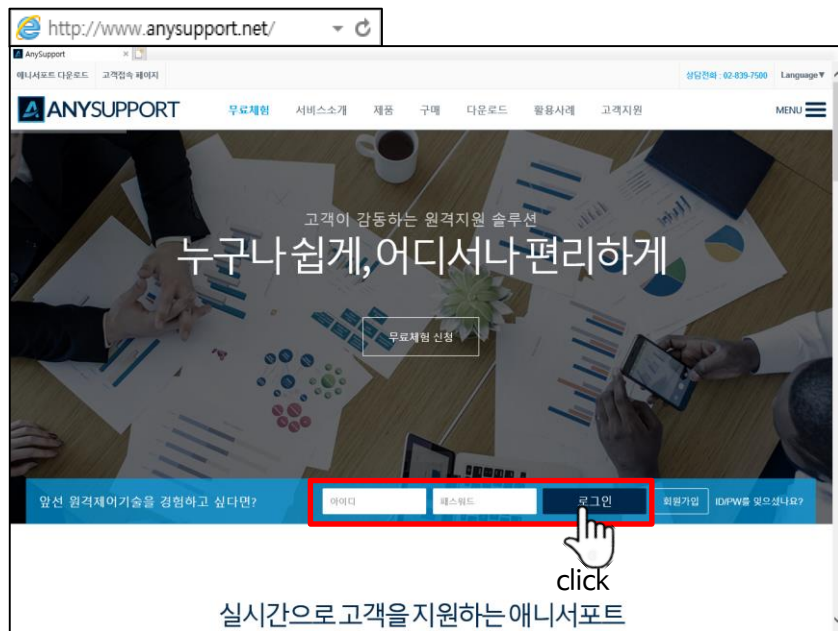 http://www.anysupport.net/
AnySupport
애니서포트 다운로드 고객접속 페이지 상담전화 : 02-839-7500 Language▼
ANYSUPPORT 무료체험 서비스소개 제품 구매 다운로드 활용사례 고객지원 MENU
고객이 감동하는 원격지원 솔루션
누구나 쉽게, 어디서나 편리하게
무료체험 신청
앞선 원격제어기술을 경험하고 싶다면? 아이디 패스워드 로그인 회원가입 ID/PW를 잊으셨나요?
click
실시간으로 고객을 지원하는 애니서포트